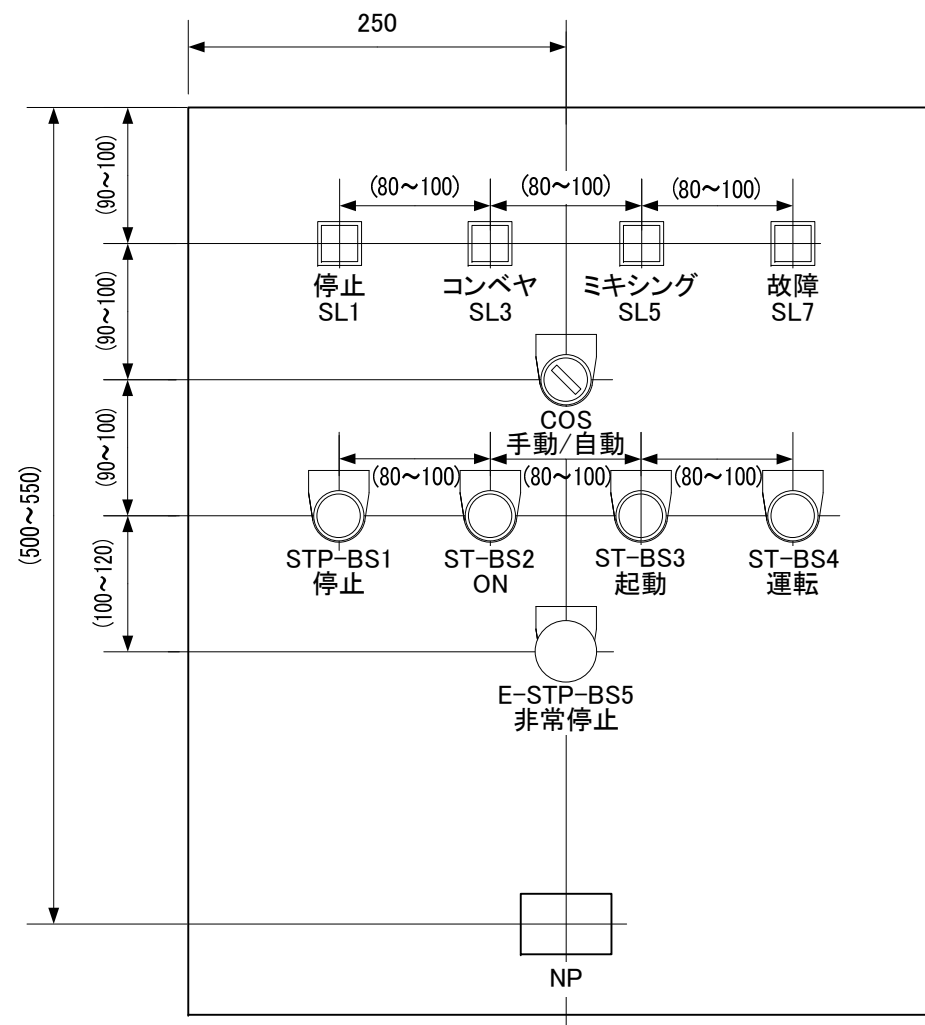 250
(90～100)
(80～100)
(80～100)
(80～100)
停止
SL1
コンベヤ
SL3
ミキシング
SL5
故障
SL7
(90～100)
COS
手動/自動
(90～100)
(80～100)
(80～100)
(80～100)
(500～550)
STP-BS1
停止
ST-BS2
ON
ST-BS3
起動
ST-BS4
運転
(100～120)
E-STP-BS5
非常停止
NP